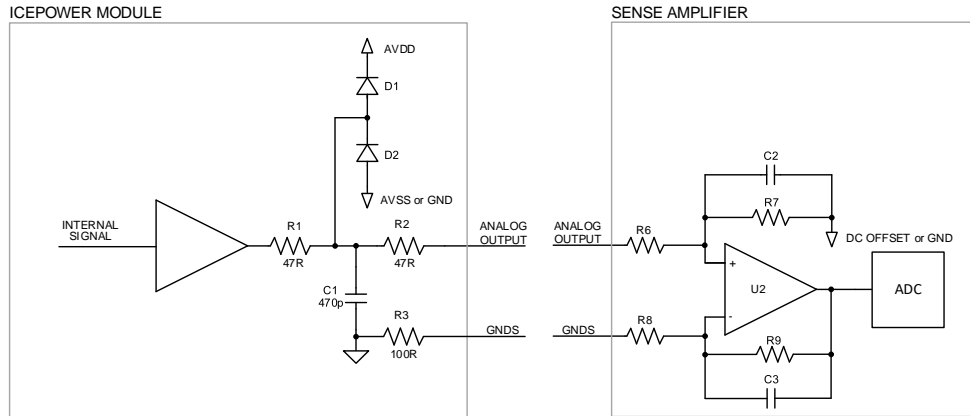 ICEPOWER MODULE
SENSE AMPLIFIER
AVDD
D1
D2
AVSS or GND
INTERNAL
SIGNAL
R1
47R
R2
47R
ANALOG
OUTPUT
C1
470p
R3
100R
GNDS
ANALOG
OUTPUT
R6
C2
R7
DC OFFSET or GND
+
U2
-
ADC
GNDS
R8
R9
C3